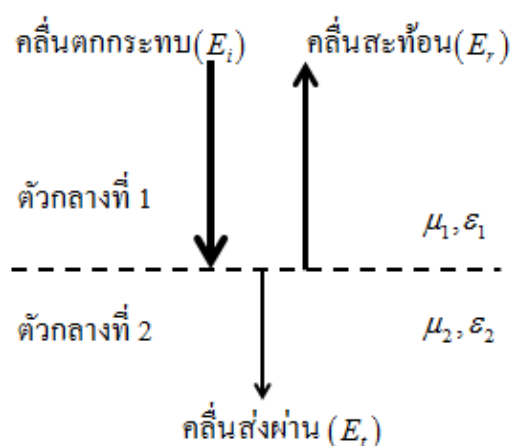 คลื่นตกกระทบ(E_i) คลื่นสะท้อน(E_r)
ตัวกลางที่ 1
μ_1, ε_1
ตัวกลางที่ 2 μ_2, ε_2
คลื่นส่งผ่าน (E_t)